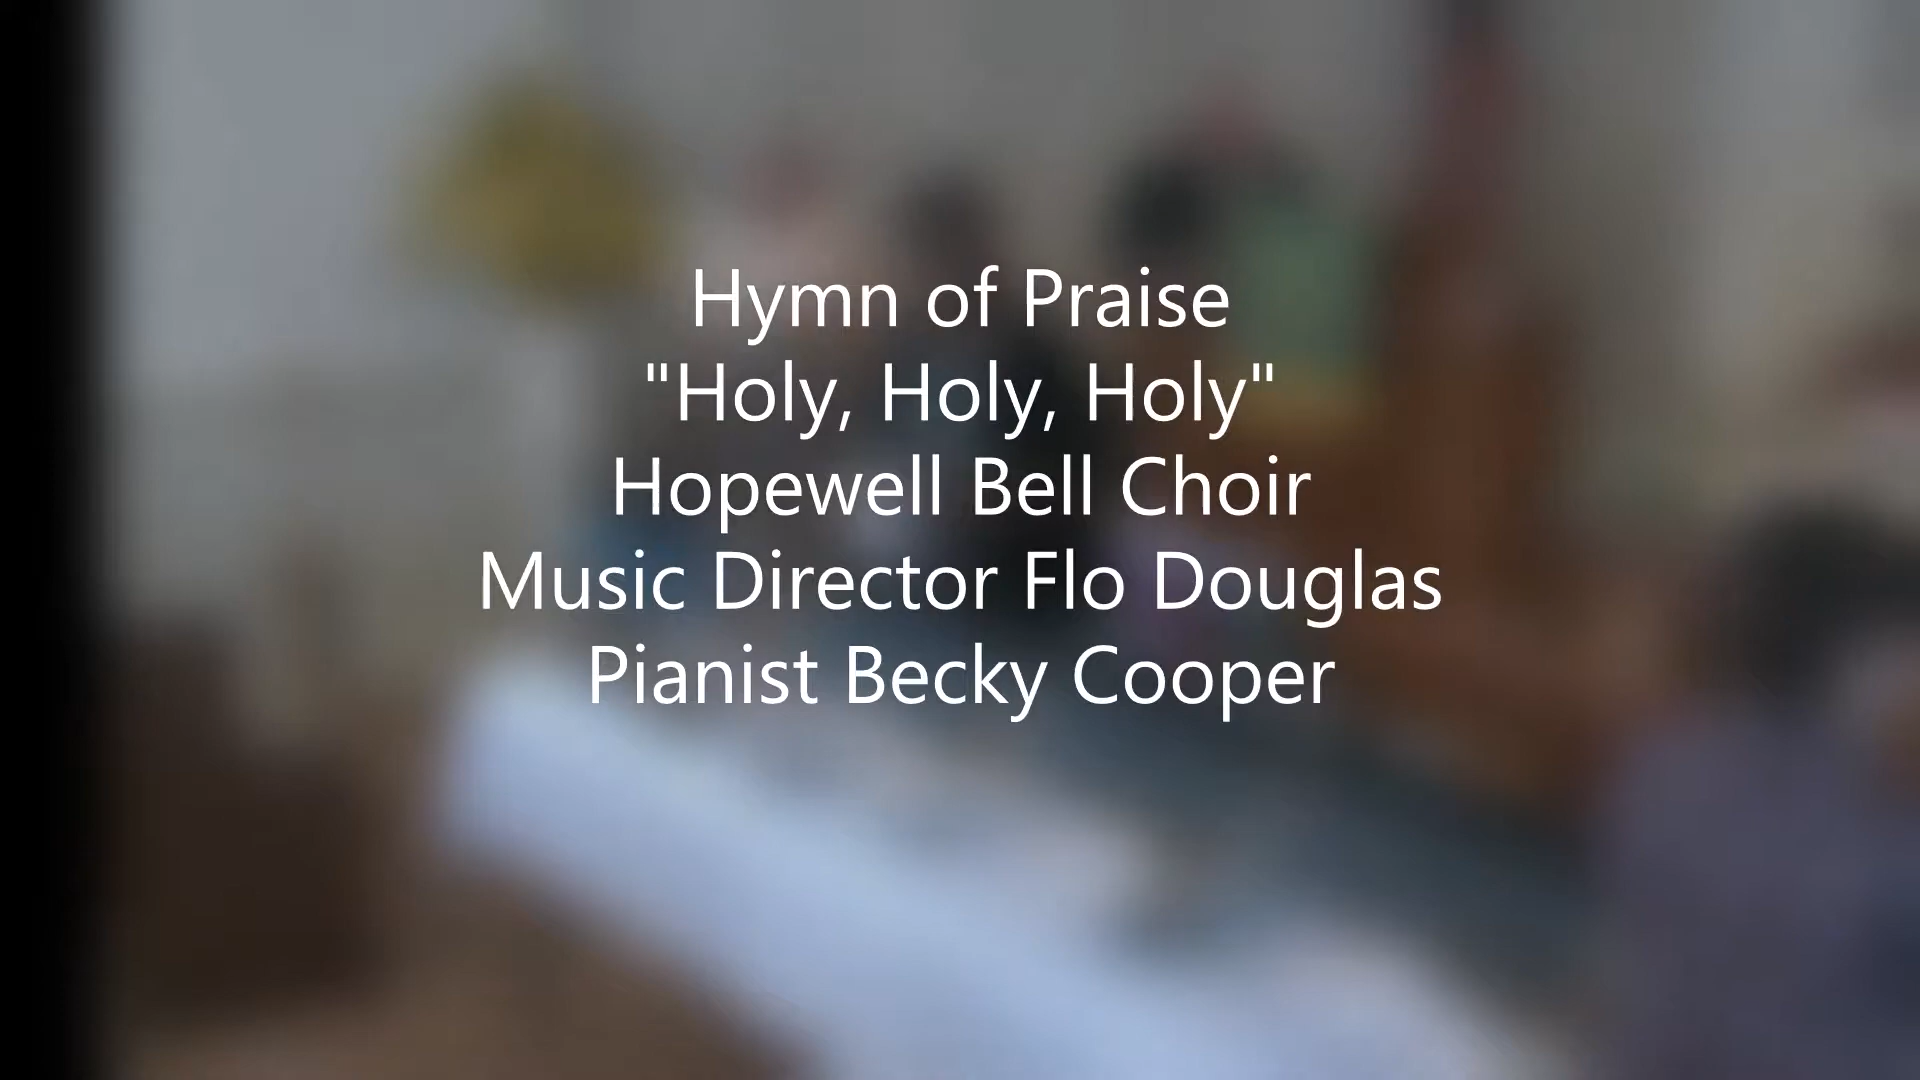 Hymn of Praise
"Holy, Holy, Holy"
Hopewell Bell Choir
Music Director Flo Douglas
Pianist Becky Cooper